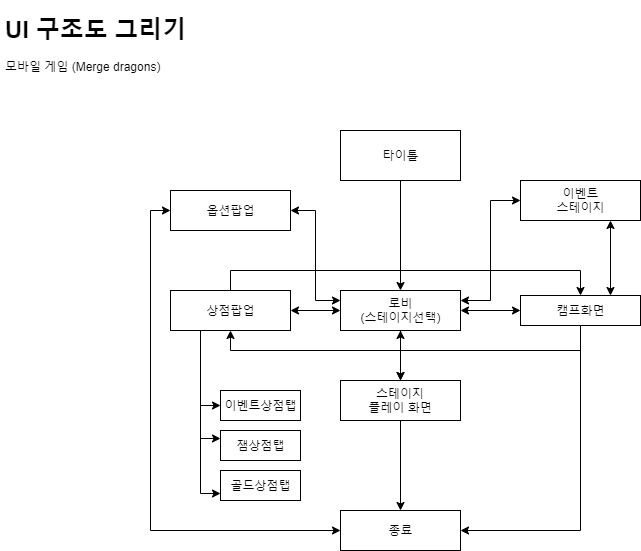 UI 구조도 그리기
모바일 게임 (Merge dragons)
타이틀
이벤트
스테이지
옵션팝업
상점팝업
로비
(스테이지선택)
캠프화면
스테이지
플레이 화면
이벤트상점탭
잼상점탭
골드상점탭
종료